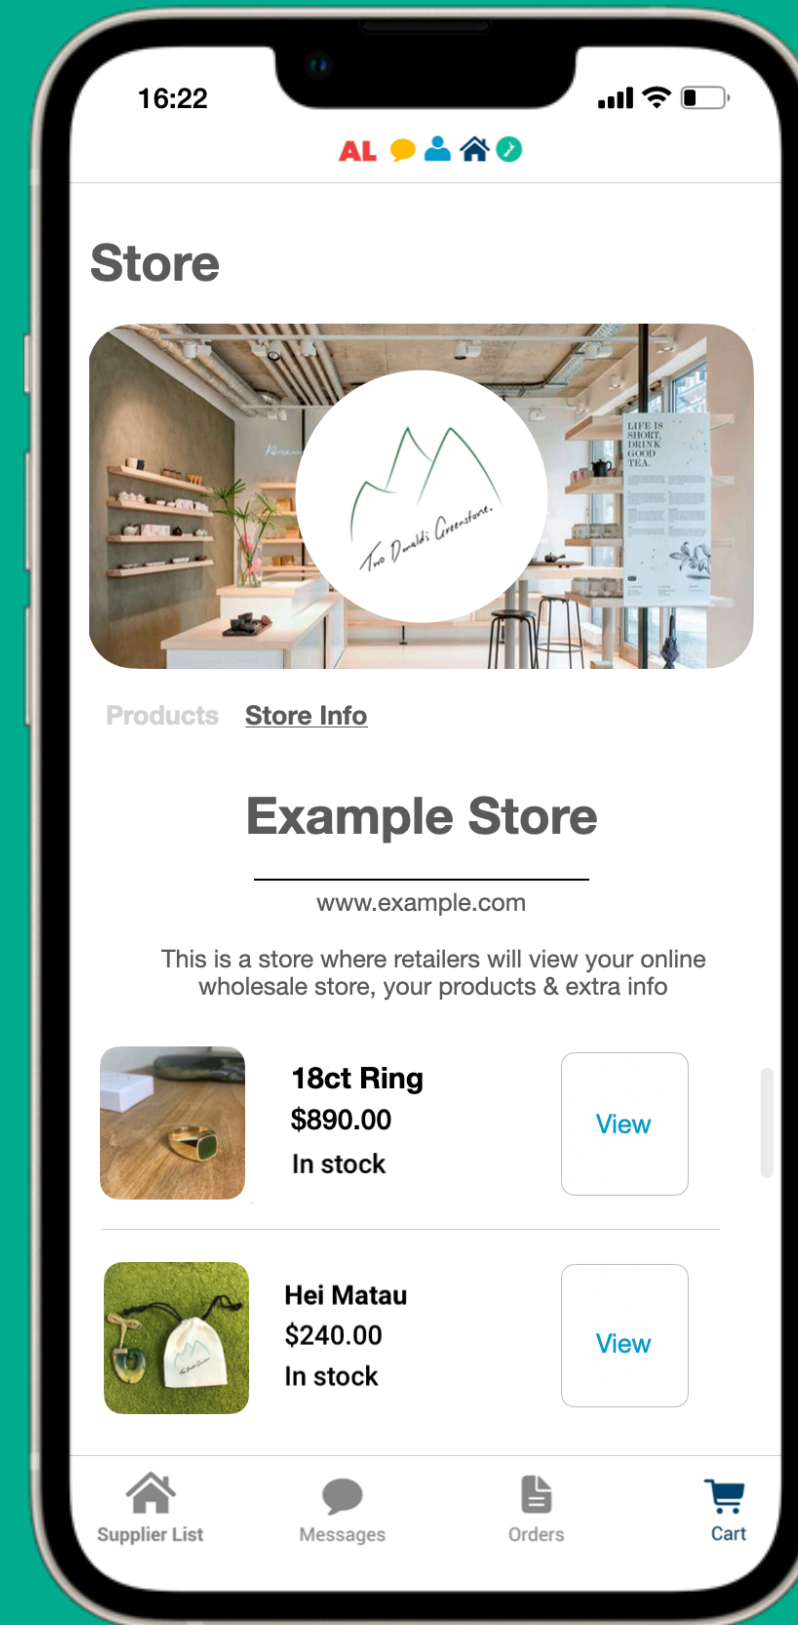 16:22
AL
Store
LIFE IS
SHORT,
DRINK
GOOD
TEA.
Two Donald's Greenstone.
Products Store Info
Example Store
www.example.com
This is a store where retailers will view your online
wholesale store, your products & extra info
18ct Ring
$890.00
In stock
View
Hei Matau
$240.00
In stock
View
Supplier List
Messages
Orders
Cart